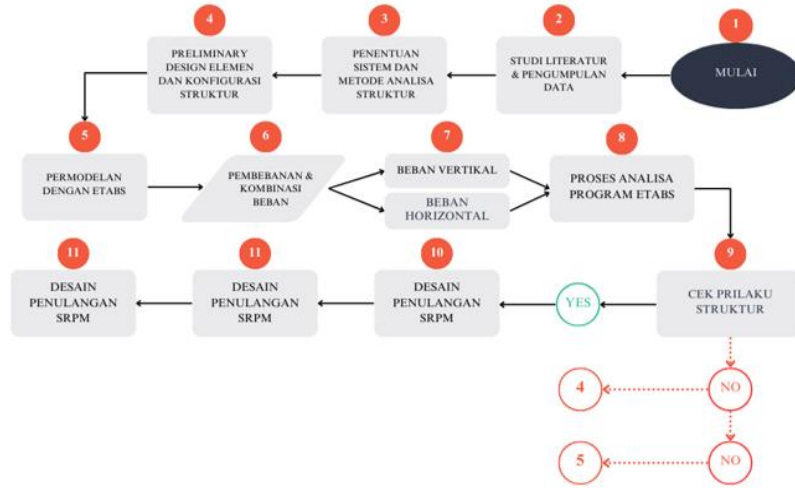 1
MULAI
2
STUDI LITERATUR
& PENGUMPULAN
DATA
3
PENENTUAN
SISTEM DAN
METODE ANALISA
STRUKTUR
4
PRELIMINARY
DESIGN ELEMEN
DAN KONFIGURASI
STRUKTUR
5
PERMODELAN
DENGAN ETABS
6
PEMBEBANAN &
KOMBINASI
BEBAN
7
BEBAN VERTIKAL
BEBAN
HORIZONTAL
8
PROSES ANALISA
PROGRAM ETABS
9
CEK PRILAKU
STRUKTUR
YES
10
DESAIN
PENULANGAN
SRPM
11
DESAIN
PENULANGAN
SRPM
11
DESAIN
PENULANGAN
SRPM
NO
4
NO
5